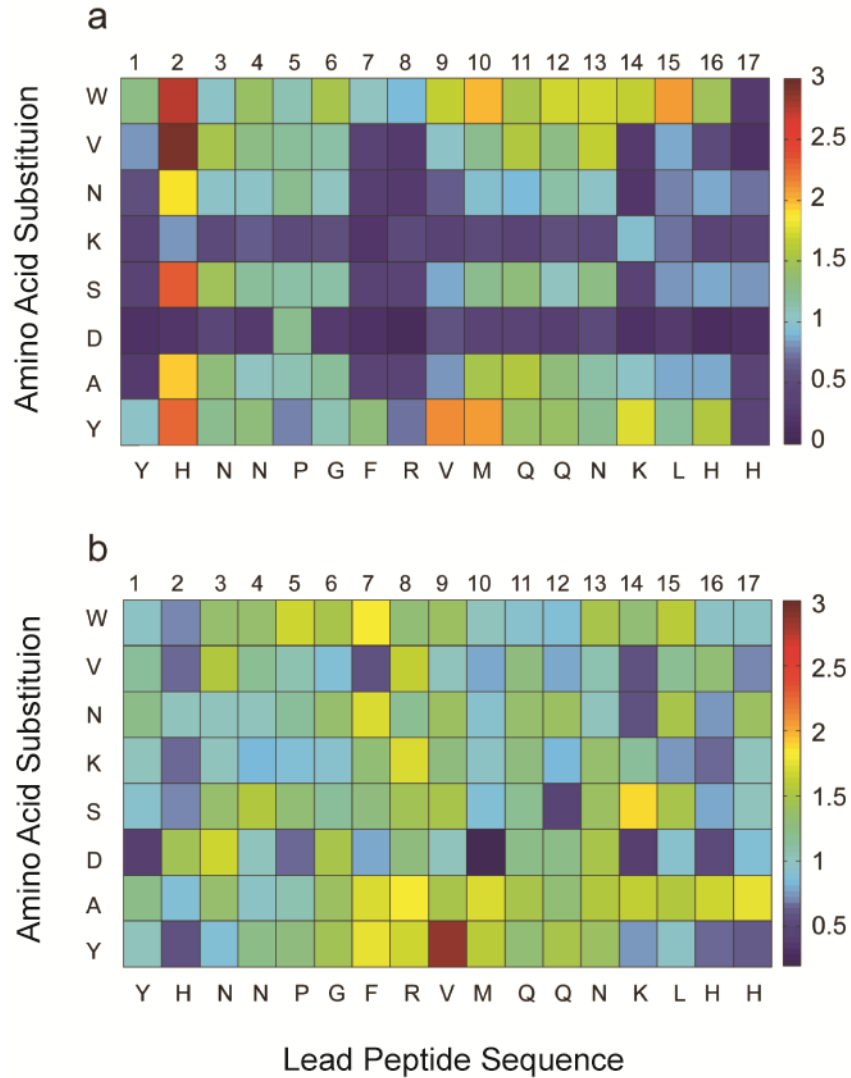 a
1 2 3 4 5 6 7 8 9 10 11 12 13 14 15 16 17
W
V
N
K
S
D
A
Y
Amino Acid Substituion
3
2.5
2
1.5
1
0.5
0
Y H N N P G F R V M Q Q N K L H H
b
1 2 3 4 5 6 7 8 9 10 11 12 13 14 15 16 17
W
V
N
K
S
D
A
Y
Amino Acid Substituion
3
2.5
2
1.5
1
0.5
Y H N N P G F R V M Q Q N K L H H
Lead Peptide Sequence